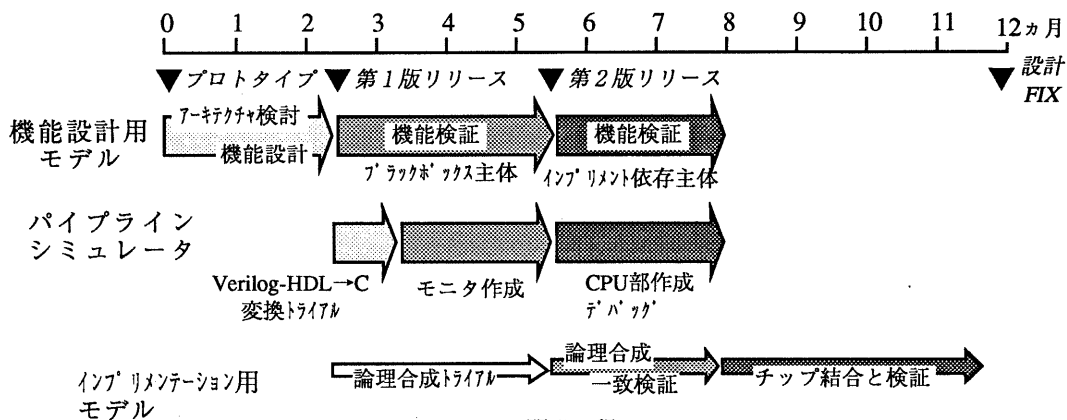 0 1 2 3 4 5 6 7 8 9 10 11 12ヵ月
プロトタイプ 第1版リリース 第2版リリース 設計
FIX
機能設計用
モデル
アーキテクチャ検討
機能設計
機能検証
ブラックボックス主体
機能検証
インプリメント依存主体
パイプライン
シミュレータ
Verilog-HDL→C
変換トライアル
モニタ作成
CPU部作成
デバッグ
インプリメンテーション用
モデル
論理合成トライアル
論理合成
一致検証
チップ結合と検証